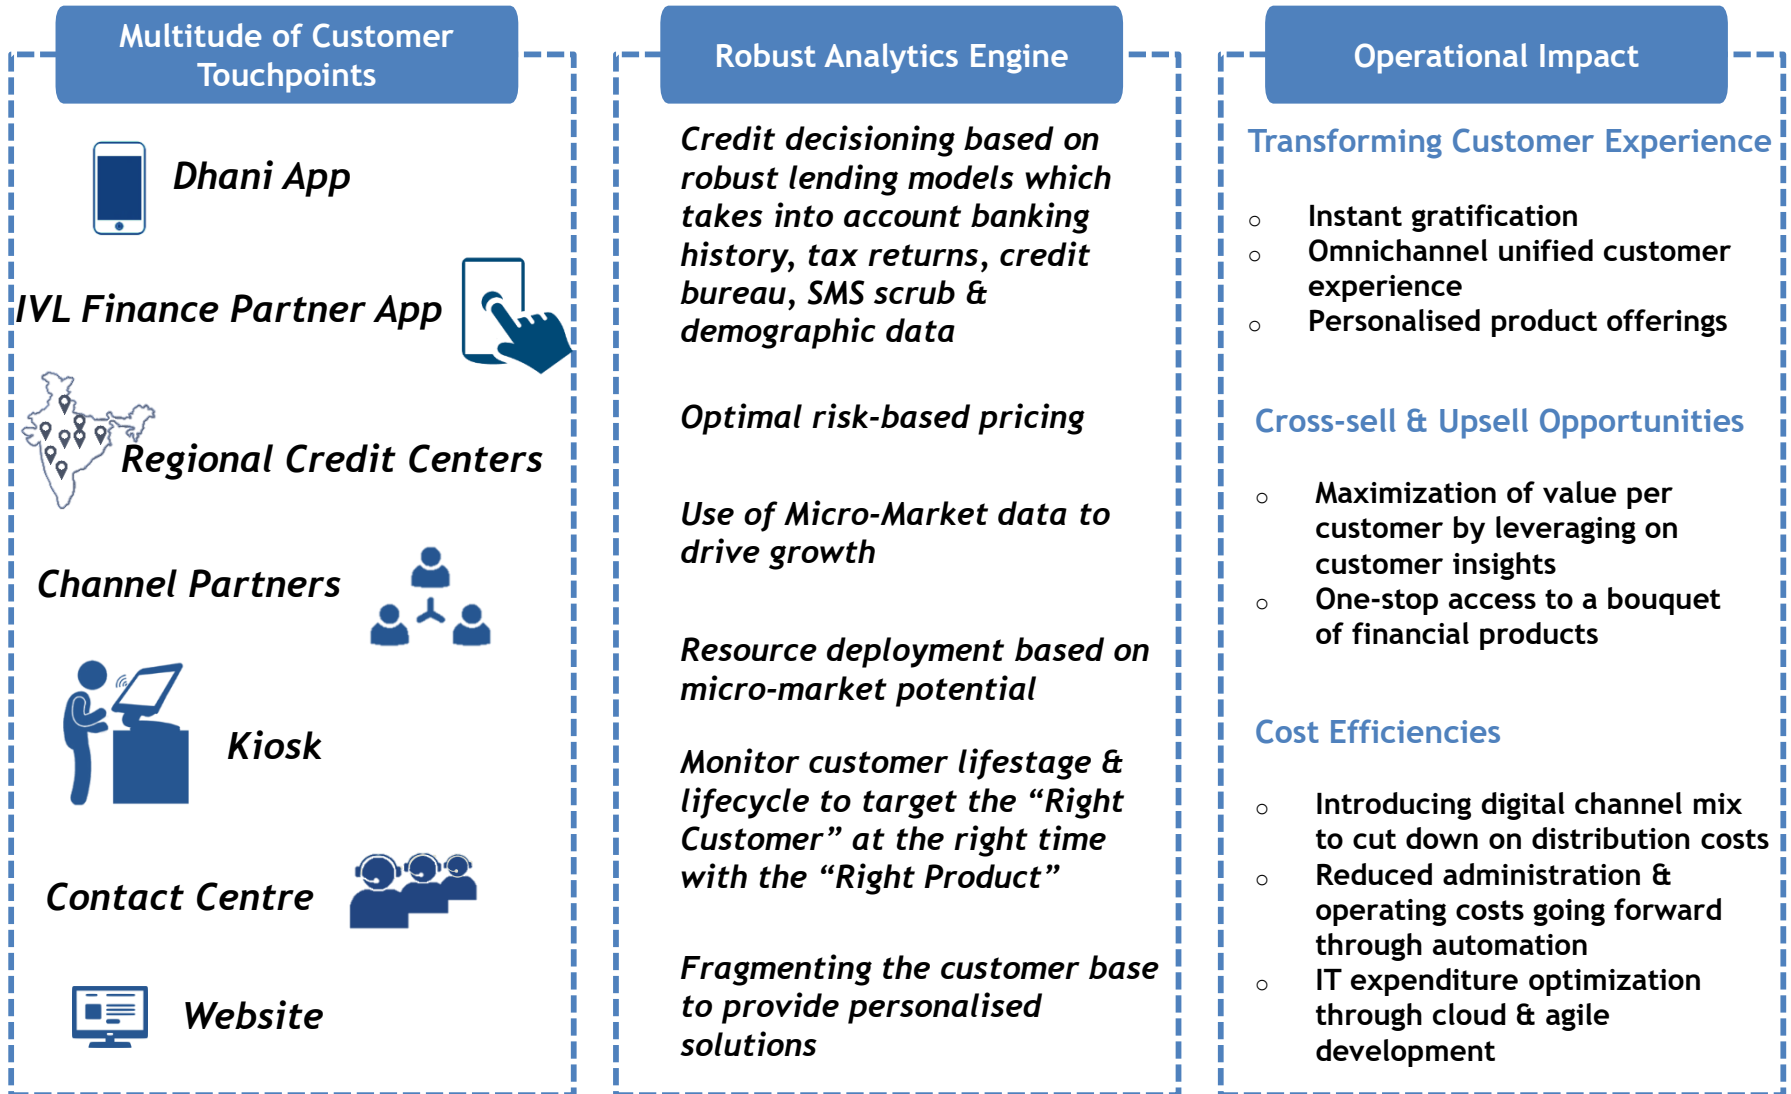 Multitude of Customer
Touchpoints
Dhani App
IVL Finance Partner App
Regional Credit Centers
Channel Partners
Kiosk
Contact Centre
Website
Robust Analytics Engine
Credit decisioning based on
robust lending models which
takes into account banking
history, tax returns, credit
bureau, SMS scrub &
demographic data
Optimal risk-based pricing
Use of Micro-Market data to
drive growth
Resource deployment based on
micro-market potential
Monitor customer lifestage &
lifecycle to target the “Right
Customer” at the right time
with the “Right Product”
Fragmenting the customer base
to provide personalised
solutions
Operational Impact
Transforming Customer Experience
○ Instant gratification
○ Omnichannel unified customer
experience
○ Personalised product offerings
Cross-sell & Upsell Opportunities
○ Maximization of value per
customer by leveraging on
customer insights
○ One-stop access to a bouquet
of financial products
Cost Efficiencies
○ Introducing digital channel mix
to cut down on distribution costs
○ Reduced administration &
operating costs going forward
through automation
○ IT expenditure optimization
through cloud & agile
development